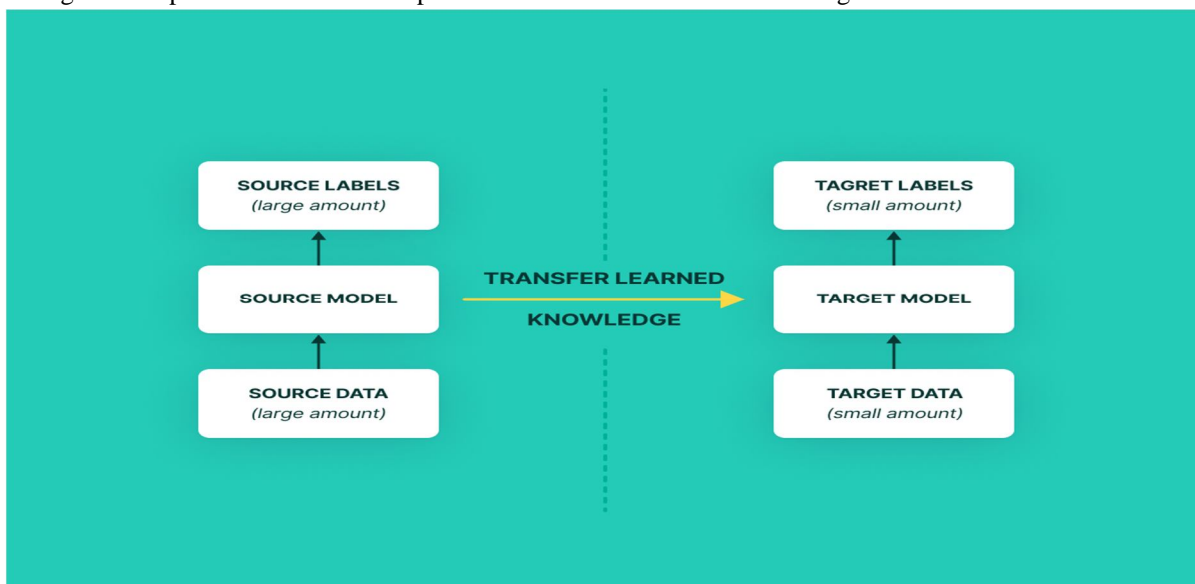 SOURCE LABELS
(large amount)
SOURCE MODEL
SOURCE DATA
(large amount)
TRANSFER LEARNED
KNOWLEDGE
TAGRET LABELS
(small amount)
TARGET MODEL
TARGET DATA
(small amount)